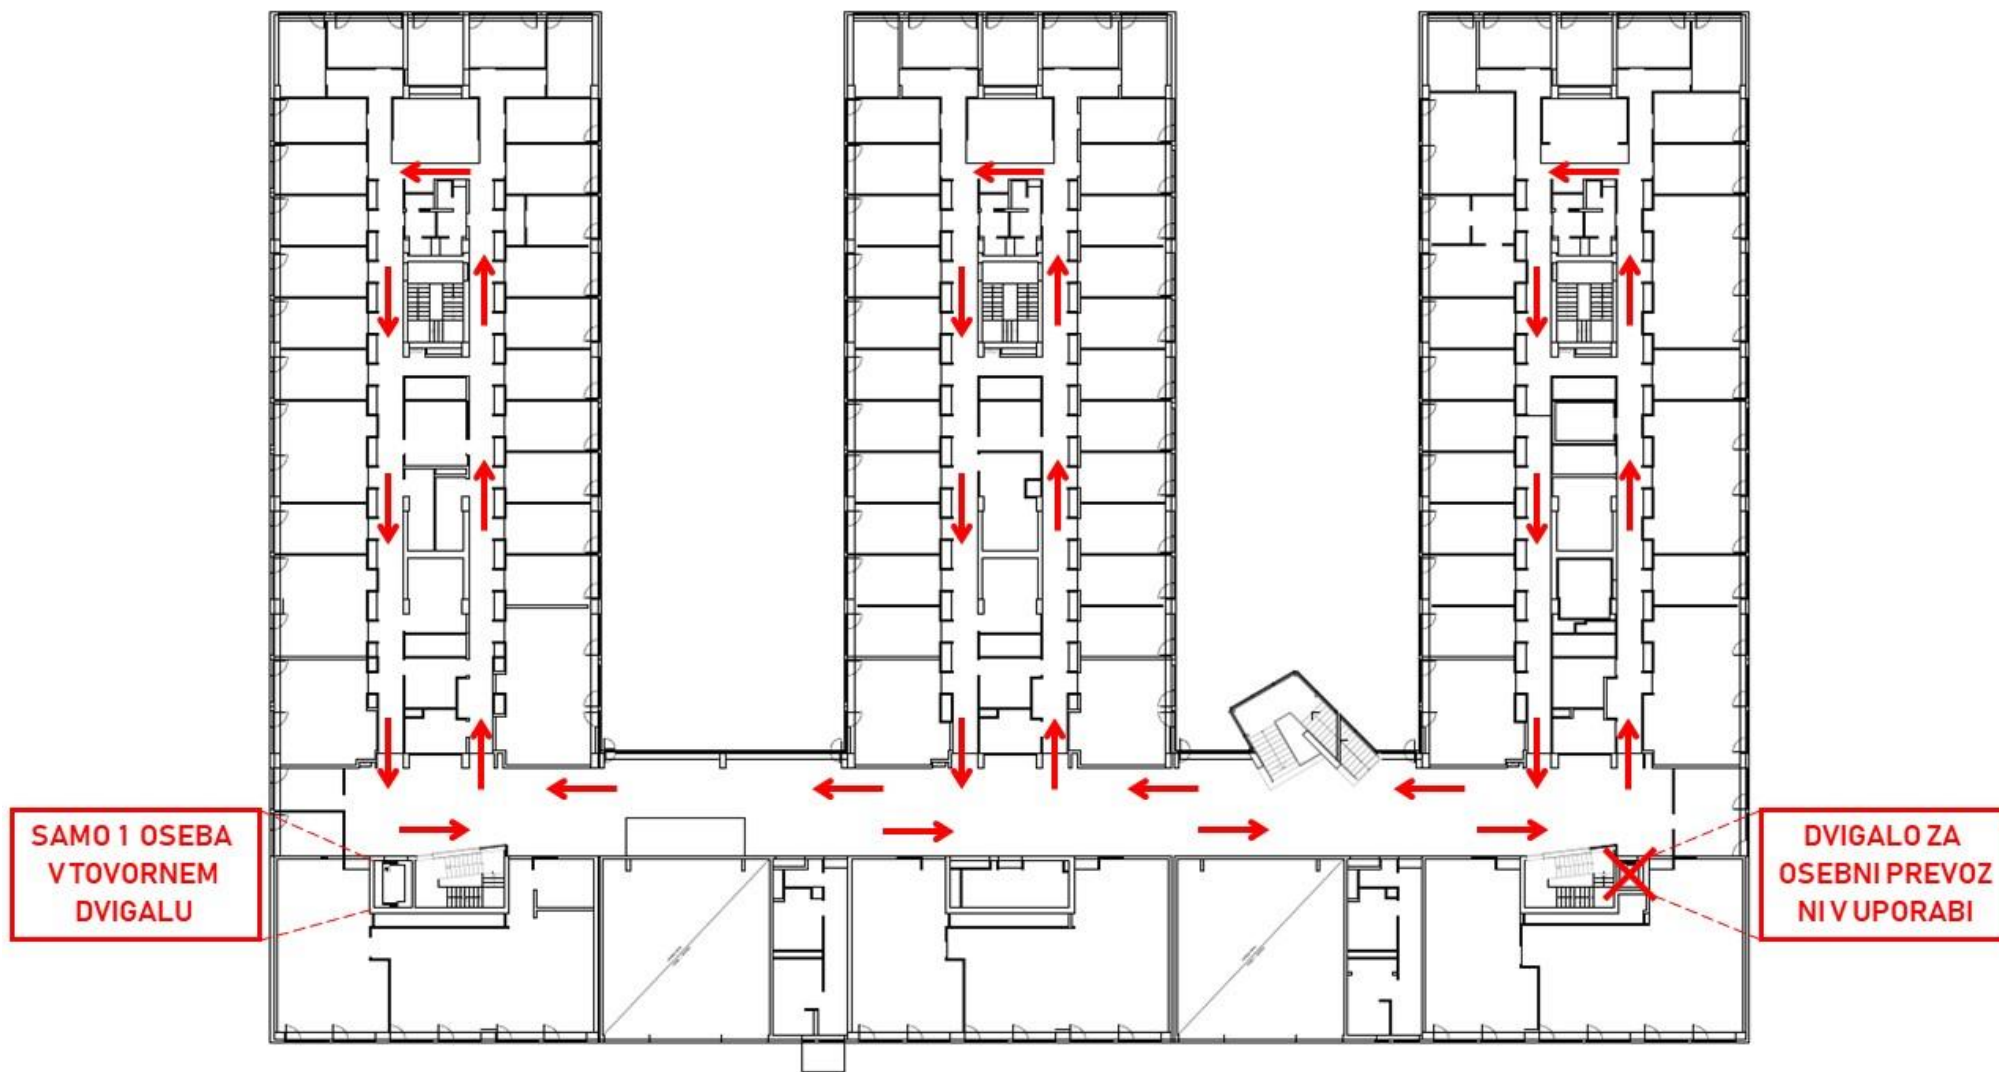 SAMO 1 OSEBA
V TOVORNEM
DVIGALU
DVIGALO ZA
OSEBNI PREVOZ
NI V UPORABI